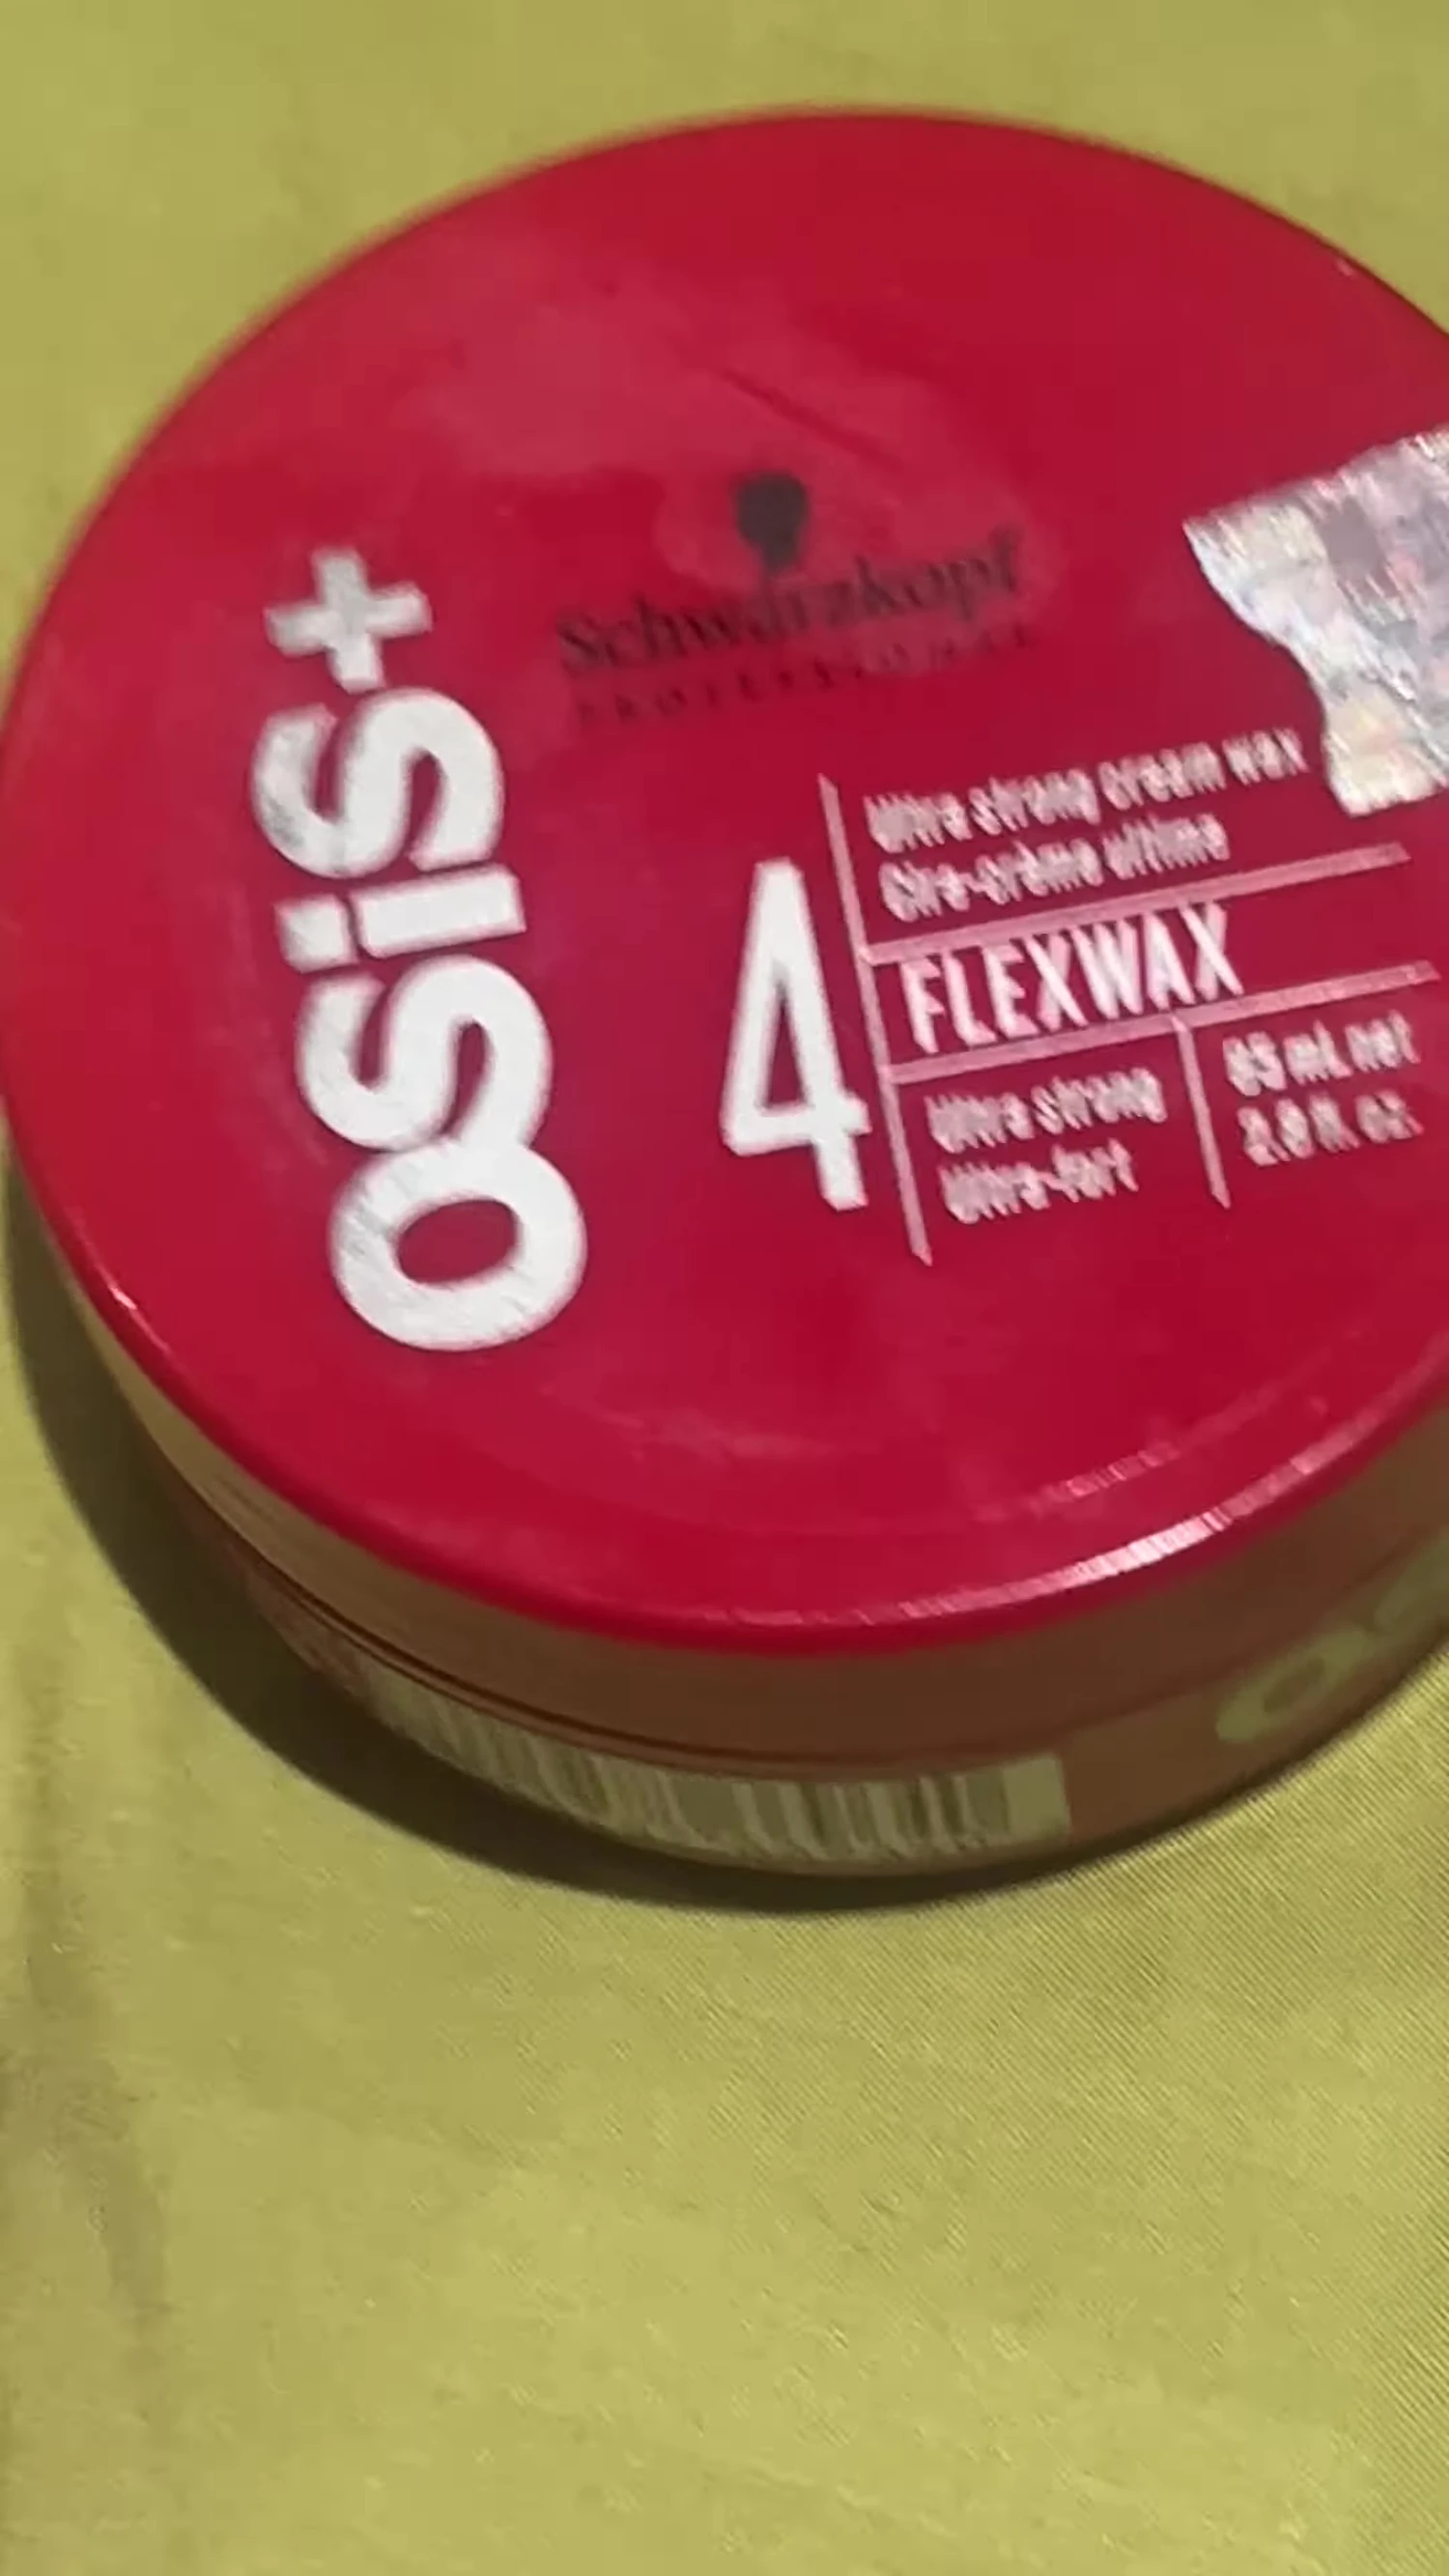 Schwarzkopf
PROFESSIONAL
osis+
4
Ultra strong cream wax
Cire-crème ultime
FLEXWAX
Ultra strong
Ultra-fort
85 mL net
2.8 fl. oz.